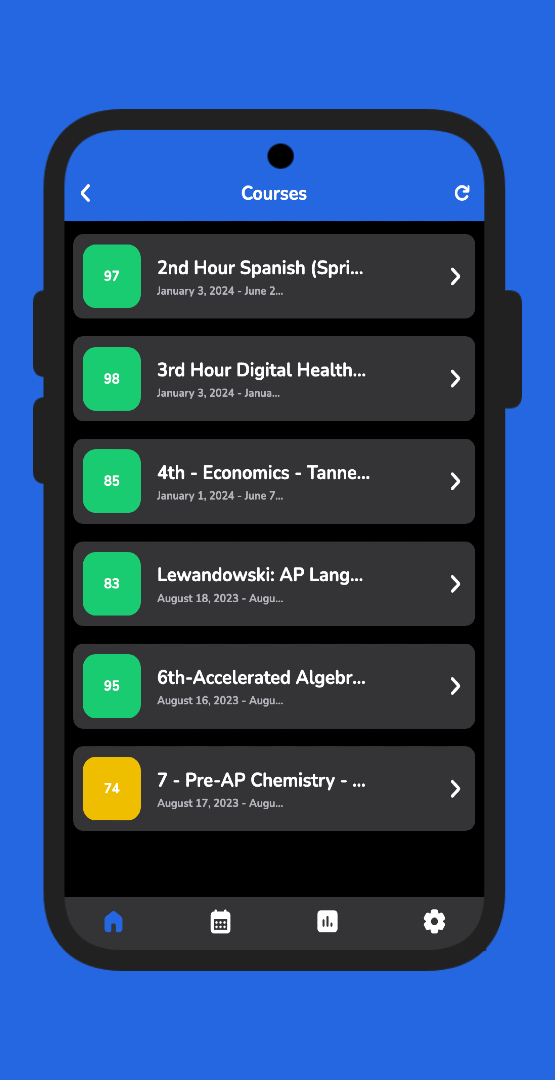 Courses
97
2nd Hour Spanish (Spri...
January 3, 2024 - June 2...
98
3rd Hour Digital Health...
January 3, 2024 - Janua...
85
4th - Economics - Tanne...
January 1, 2024 - June 7...
83
Lewandowski: AP Lang...
August 18, 2023 - Augu...
95
6th-Accelerated Algebr...
August 16, 2023 - Augu...
74
7 - Pre-AP Chemistry - ...
August 17, 2023 - Augu...